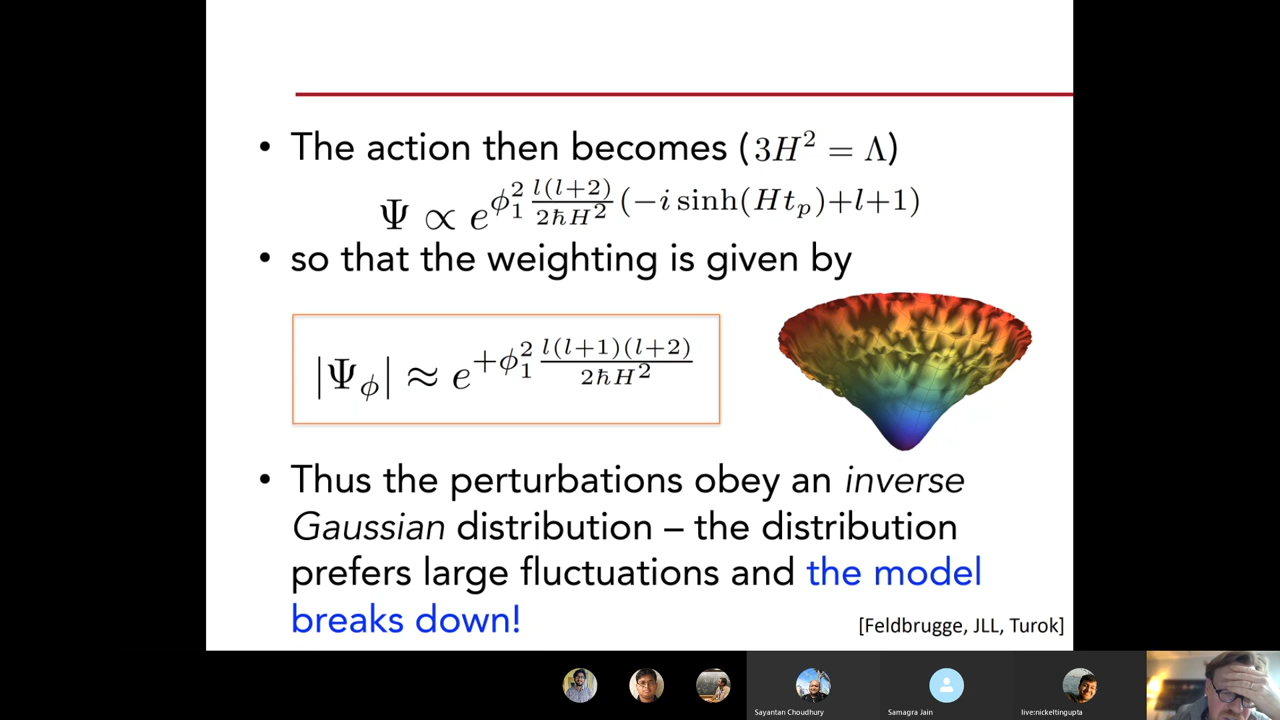 • The action then becomes (3H² = Λ)
Ψ ∝ e^{φ₁² \frac{l(l+2)}{2ħH²} (−i sinh(Ht_p)+l+1)}
• so that the weighting is given by
|Ψ_φ| ≈ e^{+φ₁² \frac{l(l+1)(l+2)}{2ħH²}}
• Thus the perturbations obey an inverse
Gaussian distribution – the distribution
prefers large fluctuations and the model
breaks down!
[Feldbrugge, JLL, Turok]
Sayantan Choudhury
Samagra Jain
live:nickeltingupta